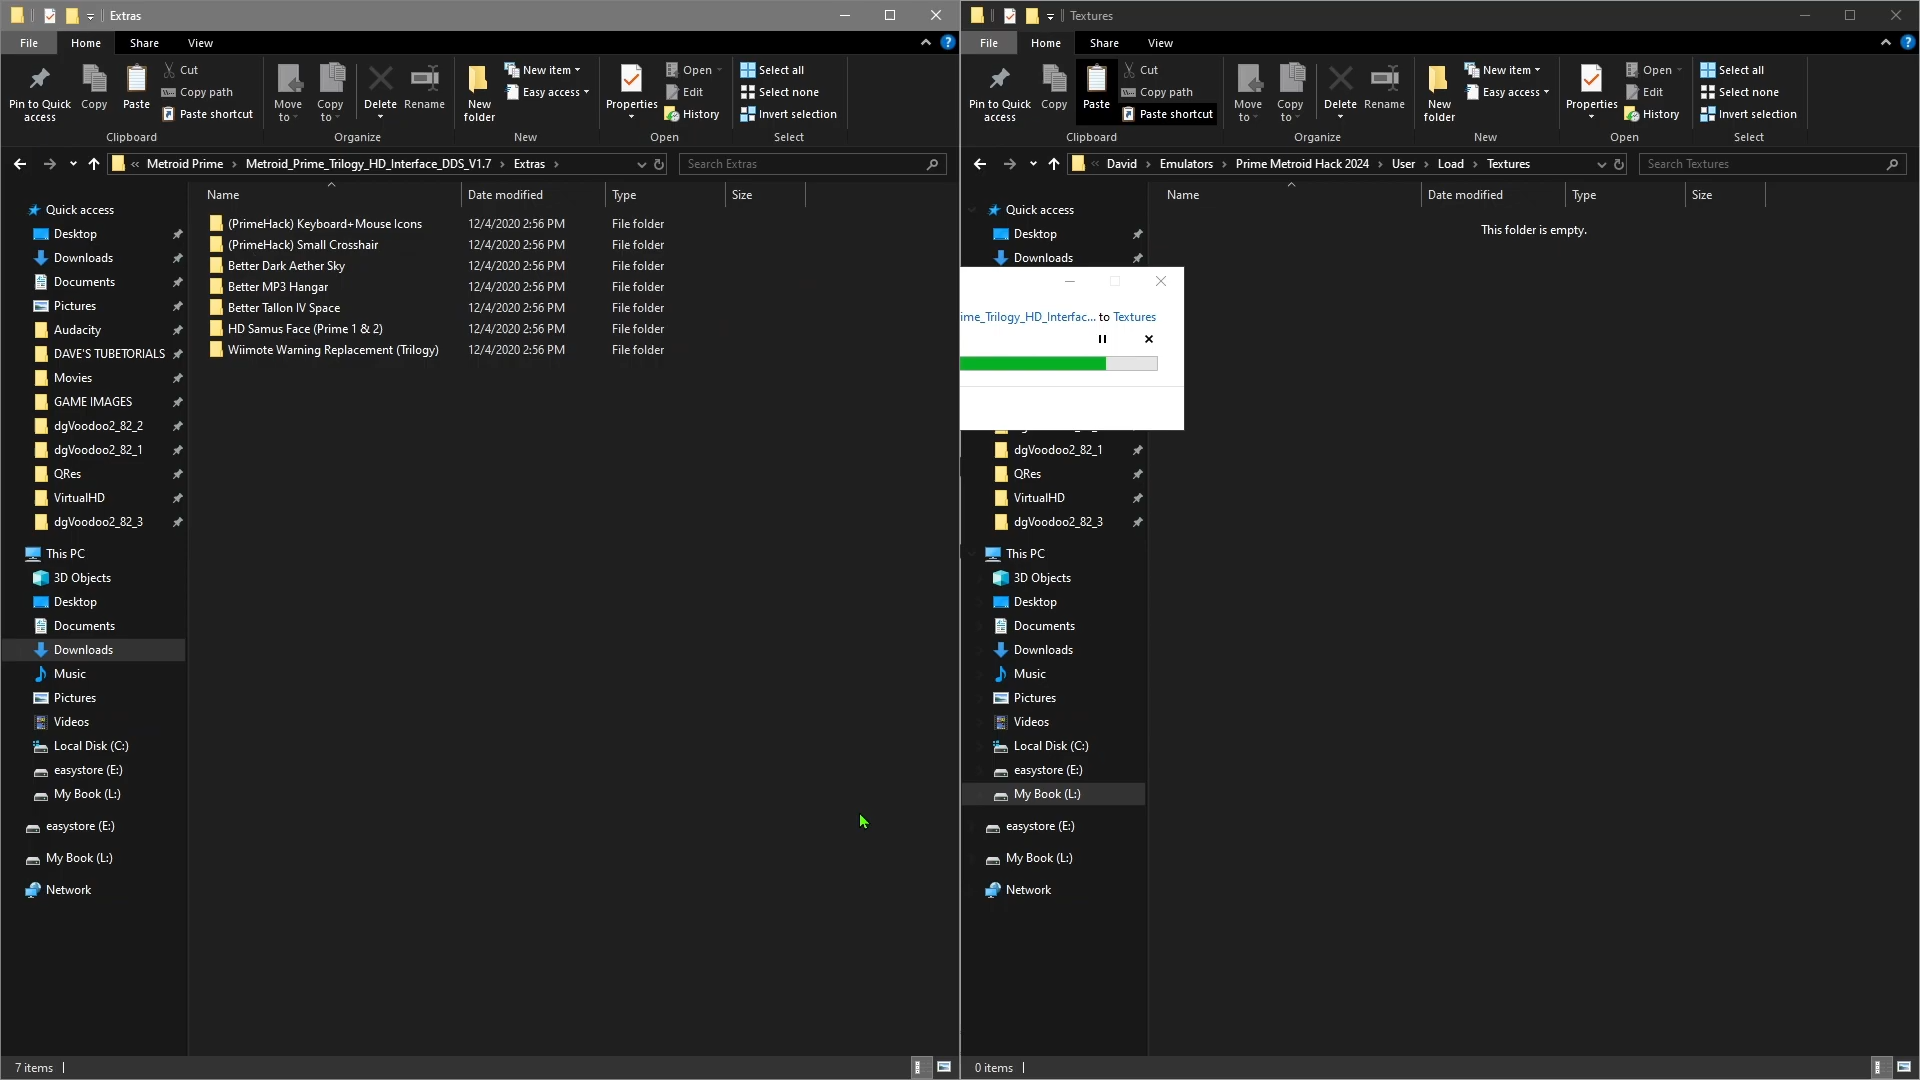 Extras
File
Home
Share
View
Pin to Quick access
Copy
Paste
Cut
Copy path
Paste shortcut
Clipboard
Move to
Copy to
Delete
Rename
Organize
New folder
New item
Easy access
New
Properties
Open
Edit
History
Open
Select all
Select none
Invert selection
Select
« Metroid Prime › Metroid_Prime_Trilogy_HD_Interface_DDS_V1.7 › Extras ›
Search Extras
Name
Date modified
Type
Size
Quick access
Desktop
Downloads
Documents
Pictures
Audacity
DAVE'S TUBETORIALS
Movies
GAME IMAGES
dgVoodoo2_82_2
dgVoodoo2_82_1
QRes
VirtualHD
dgVoodoo2_82_3
This PC
3D Objects
Desktop
Documents
Downloads
Music
Pictures
Videos
Local Disk (C:)
easystore (E:)
My Book (L:)
easystore (E:)
My Book (L:)
Network
(PrimeHack) Keyboard+Mouse Icons 12/4/2020 2:56 PM File folder
(PrimeHack) Small Crosshair 12/4/2020 2:56 PM File folder
Better Dark Aether Sky 12/4/2020 2:56 PM File folder
Better MP3 Hangar 12/4/2020 2:56 PM File folder
Better Tallon IV Space 12/4/2020 2:56 PM File folder
HD Samus Face (Prime 1 & 2) 12/4/2020 2:56 PM File folder
Wiimote Warning Replacement (Trilogy) 12/4/2020 2:56 PM File folder
7 items
Textures
File
Home
Share
View
Pin to Quick access
Copy
Paste
Cut
Copy path
Paste shortcut
Clipboard
Move to
Copy to
Delete
Rename
Organize
New folder
New item
Easy access
New
Properties
Open
Edit
History
Open
Select all
Select none
Invert selection
Select
« David › Emulators › Prime Metroid Hack 2024 › User › Load › Textures
Search Textures
Name
Date modified
Type
Size
This folder is empty.
Quick access
Desktop
Downloads
ime_Trilogy_HD_Interfac... to Textures
dgVoodoo2_82_1
QRes
VirtualHD
dgVoodoo2_82_3
This PC
3D Objects
Desktop
Documents
Downloads
Music
Pictures
Videos
Local Disk (C:)
easystore (E:)
My Book (L:)
easystore (E:)
My Book (L:)
Network
0 items